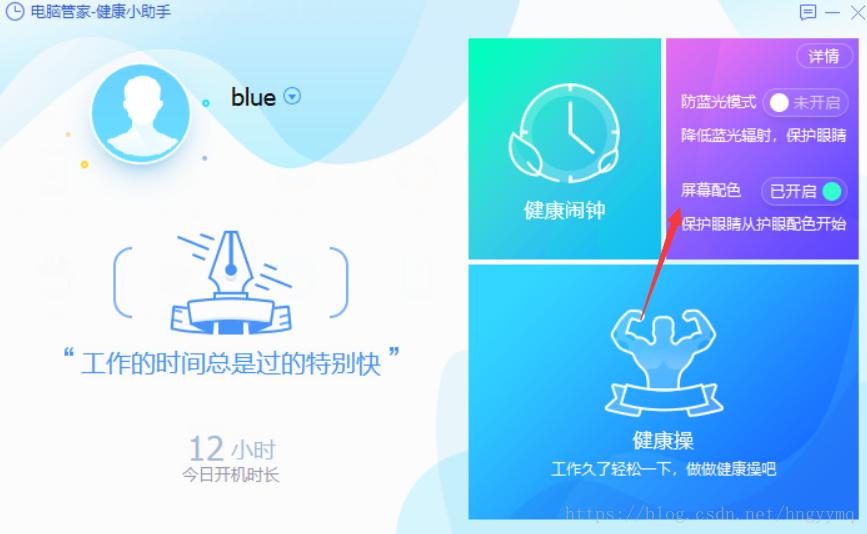 电脑管家-健康小助手
blue
“ 工作的时间总是过的特别快 ”
12 小时
今日开机时长
健康闹钟
详情
防蓝光模式 未开启
降低蓝光辐射，保护眼睛
屏幕配色 已开启
保护眼睛从护眼配色开始
健康操
工作久了轻松一下，做做健康操吧
https://blog.csdn.net/hngyymq